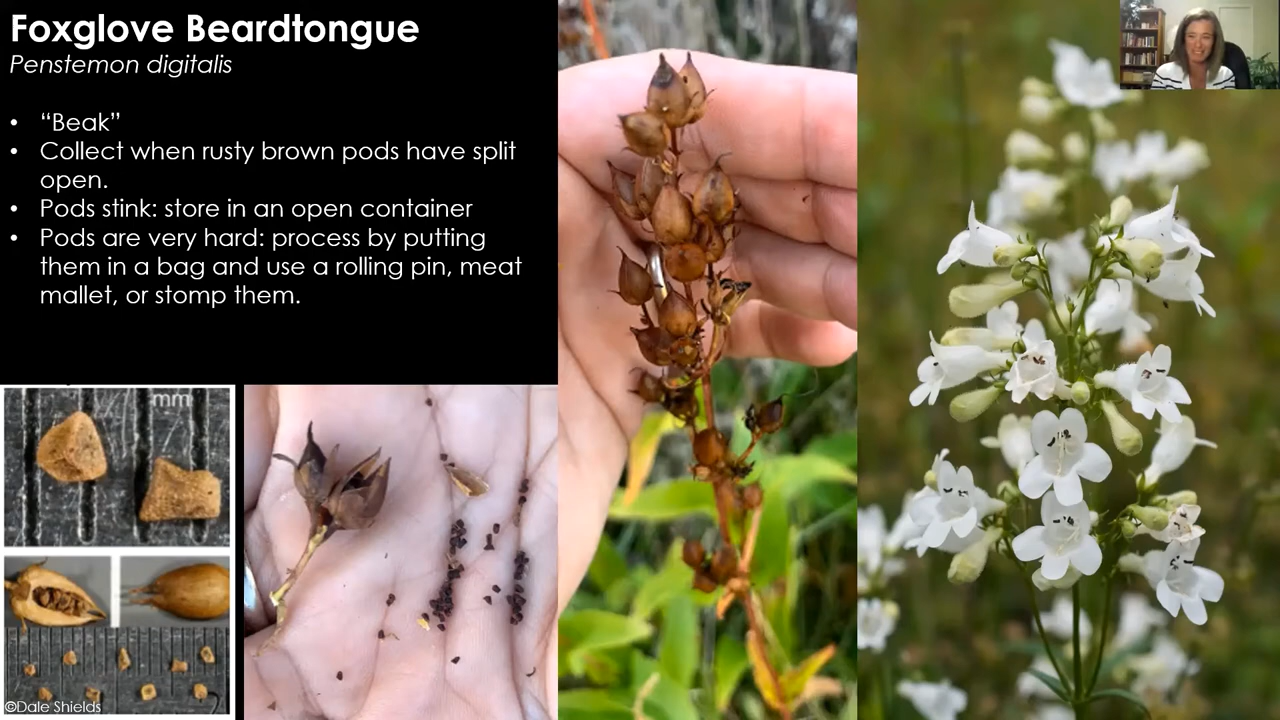 Foxglove Beardtongue
Penstemon digitalis
• “Beak”
• Collect when rusty brown pods have split
open.
• Pods stink: store in an open container
• Pods are very hard: process by putting
them in a bag and use a rolling pin, meat
mallet, or stomp them.
mm
©Dale Shields